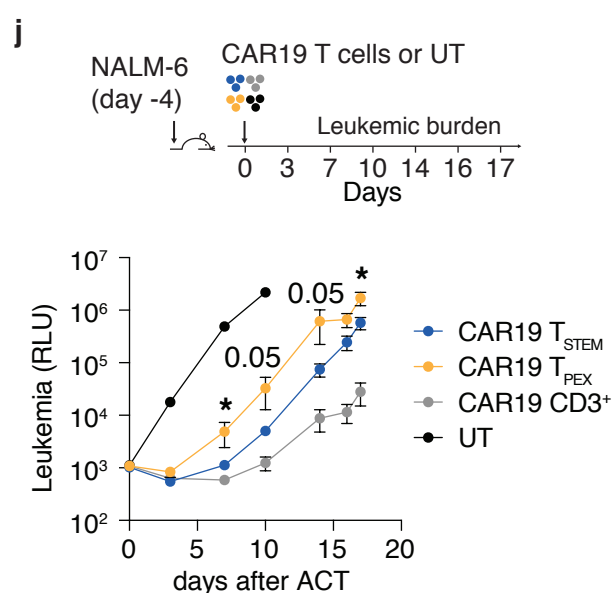 j
CAR19 T cells or UT
NALM-6
(day -4)
Leukemic burden
0 3 7 10 14 16 17
Days
Leukemia (RLU)
10⁷
10⁶
10⁵
10⁴
10³
10²
*
0.05
0.05
*
0 5 10 15 20
days after ACT
CAR19 T_STEM
CAR19 T_PEX
CAR19 CD3⁺
UT